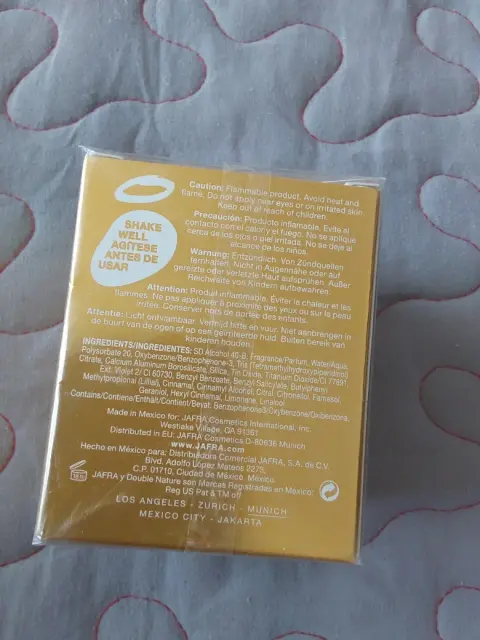 SHAKE
WELL
AGÍTESE
ANTES DE
USAR
Caution: Flammable product. Avoid heat and
flame. Do not apply near eyes or on irritated skin.
Keep out of reach of children.
Precaución: Producto inflamable. Evite el
contacto con el calor y el fuego. No se aplique
cerca de los ojos o piel irritada. No se deje al
alcance de los niños.
Warnung: Entzündlich. Von Zündquellen
fernhalten. Nicht in Augennähe oder auf
gereizte oder verletzte Haut aufsprühen. Außer
Reichweite von Kindern aufbewahren.
Attention: Produit inflammable. Éviter la chaleur et les
flammes. Ne pas appliquer à proximité des yeux ou sur la peau
irritée. Conserver hors de portée des enfants.
Attentie: Licht ontvlambaar. Vermijd hitte en vuur. Niet aanbrengen in
de buurt van de ogen of op een geïrriteerde huid. Buiten bereik van
kinderen houden.
INGREDIENTS/INGREDIENTES: SD Alcohol 40-B, Fragrance/Parfum, Water/Aqua,
Polysorbate 20, Oxybenzone/Benzophenone-3, Tris (Tetramethylhydroxypiperidinol)
Citrate, Calcium Aluminum Borosilicate, Silica, Tin Oxide, Titanium Dioxide/CI 77891,
Ext. Violet 2/ CI 60730, Benzyl Benzoate, Benzyl Salicylate, Butylphenyl
Methylpropional (Lilial), Cinnamal, Cinnamyl Alcohol, Citral, Citronellol, Farnesol,
Geraniol, Hexyl Cinnamal, Limonene, Linalool
Contains/Contiene/Enthält/Contient/Bevat: Benzophenone3/Oxybenzone/Oxibenzona.
Made in Mexico for: JAFRA Cosmetics International, Inc.
Westlake Village, CA 91361
Distributed in EU: JAFRA Cosmetics D-80636 Munich
www.JAFRA.com
Hecho en México para: Distribuidora Comercial JAFRA, S.A. de C.V.
Blvd. Adolfo López Mateos 2275,
C.P. 01710, Ciudad de México. México.
JAFRA y Double Nature son Marcas Registradas en México
Reg US Pat & TM off
LOS ANGELES - ZURICH - MUNICH
MEXICO CITY - JAKARTA